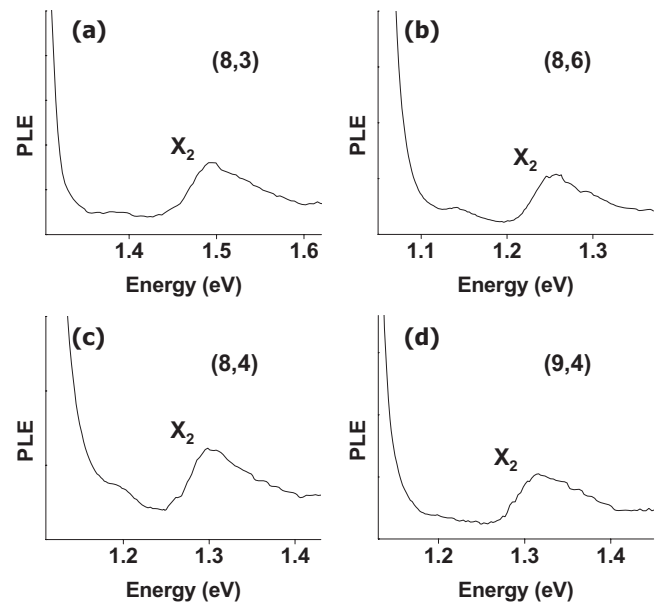 (a)
(8,3)
X2
PLE
1.4 1.5 1.6
Energy (eV)
(b)
(8,6)
X2
PLE
1.1 1.2 1.3
Energy (eV)
(c)
(8,4)
X2
PLE
1.2 1.3 1.4
Energy (eV)
(d)
(9,4)
X2
PLE
1.2 1.3 1.4
Energy (eV)